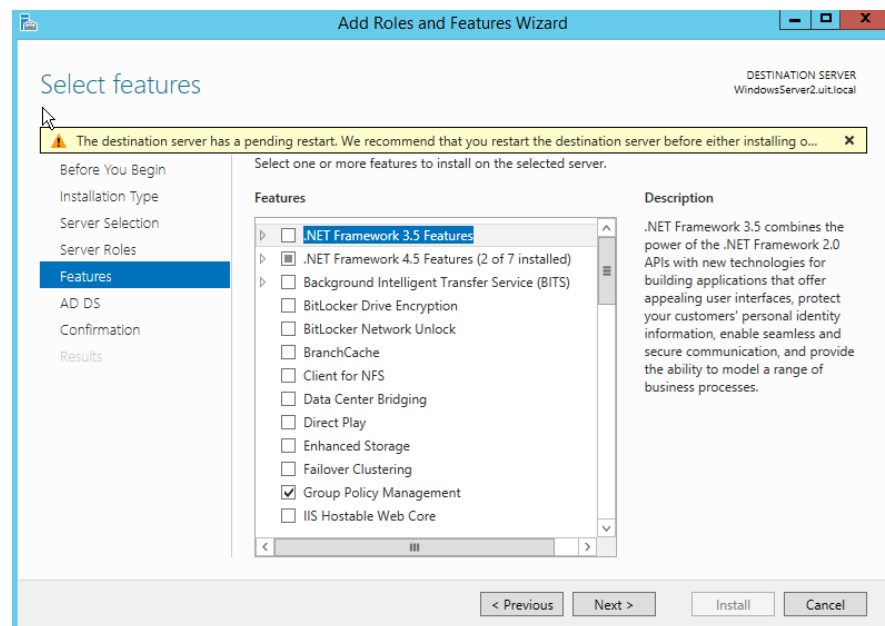 Add Roles and Features Wizard
Select features
DESTINATION SERVER
WindowsServer2.uit.local
The destination server has a pending restart. We recommend that you restart the destination server before either installing o...
Before You Begin
Installation Type
Server Selection
Server Roles
Features
AD DS
Confirmation
Results
Select one or more features to install on the selected server.
Features
.NET Framework 3.5 Features
.NET Framework 4.5 Features (2 of 7 installed)
Background Intelligent Transfer Service (BITS)
BitLocker Drive Encryption
BitLocker Network Unlock
BranchCache
Client for NFS
Data Center Bridging
Direct Play
Enhanced Storage
Failover Clustering
Group Policy Management
IIS Hostable Web Core
Description
.NET Framework 3.5 combines the
power of the .NET Framework 2.0
APIs with new technologies for
building applications that offer
appealing user interfaces, protect
your customers' personal identity
information, enable seamless and
secure communication, and provide
the ability to model a range of
business processes.
< Previous
Next >
Install
Cancel